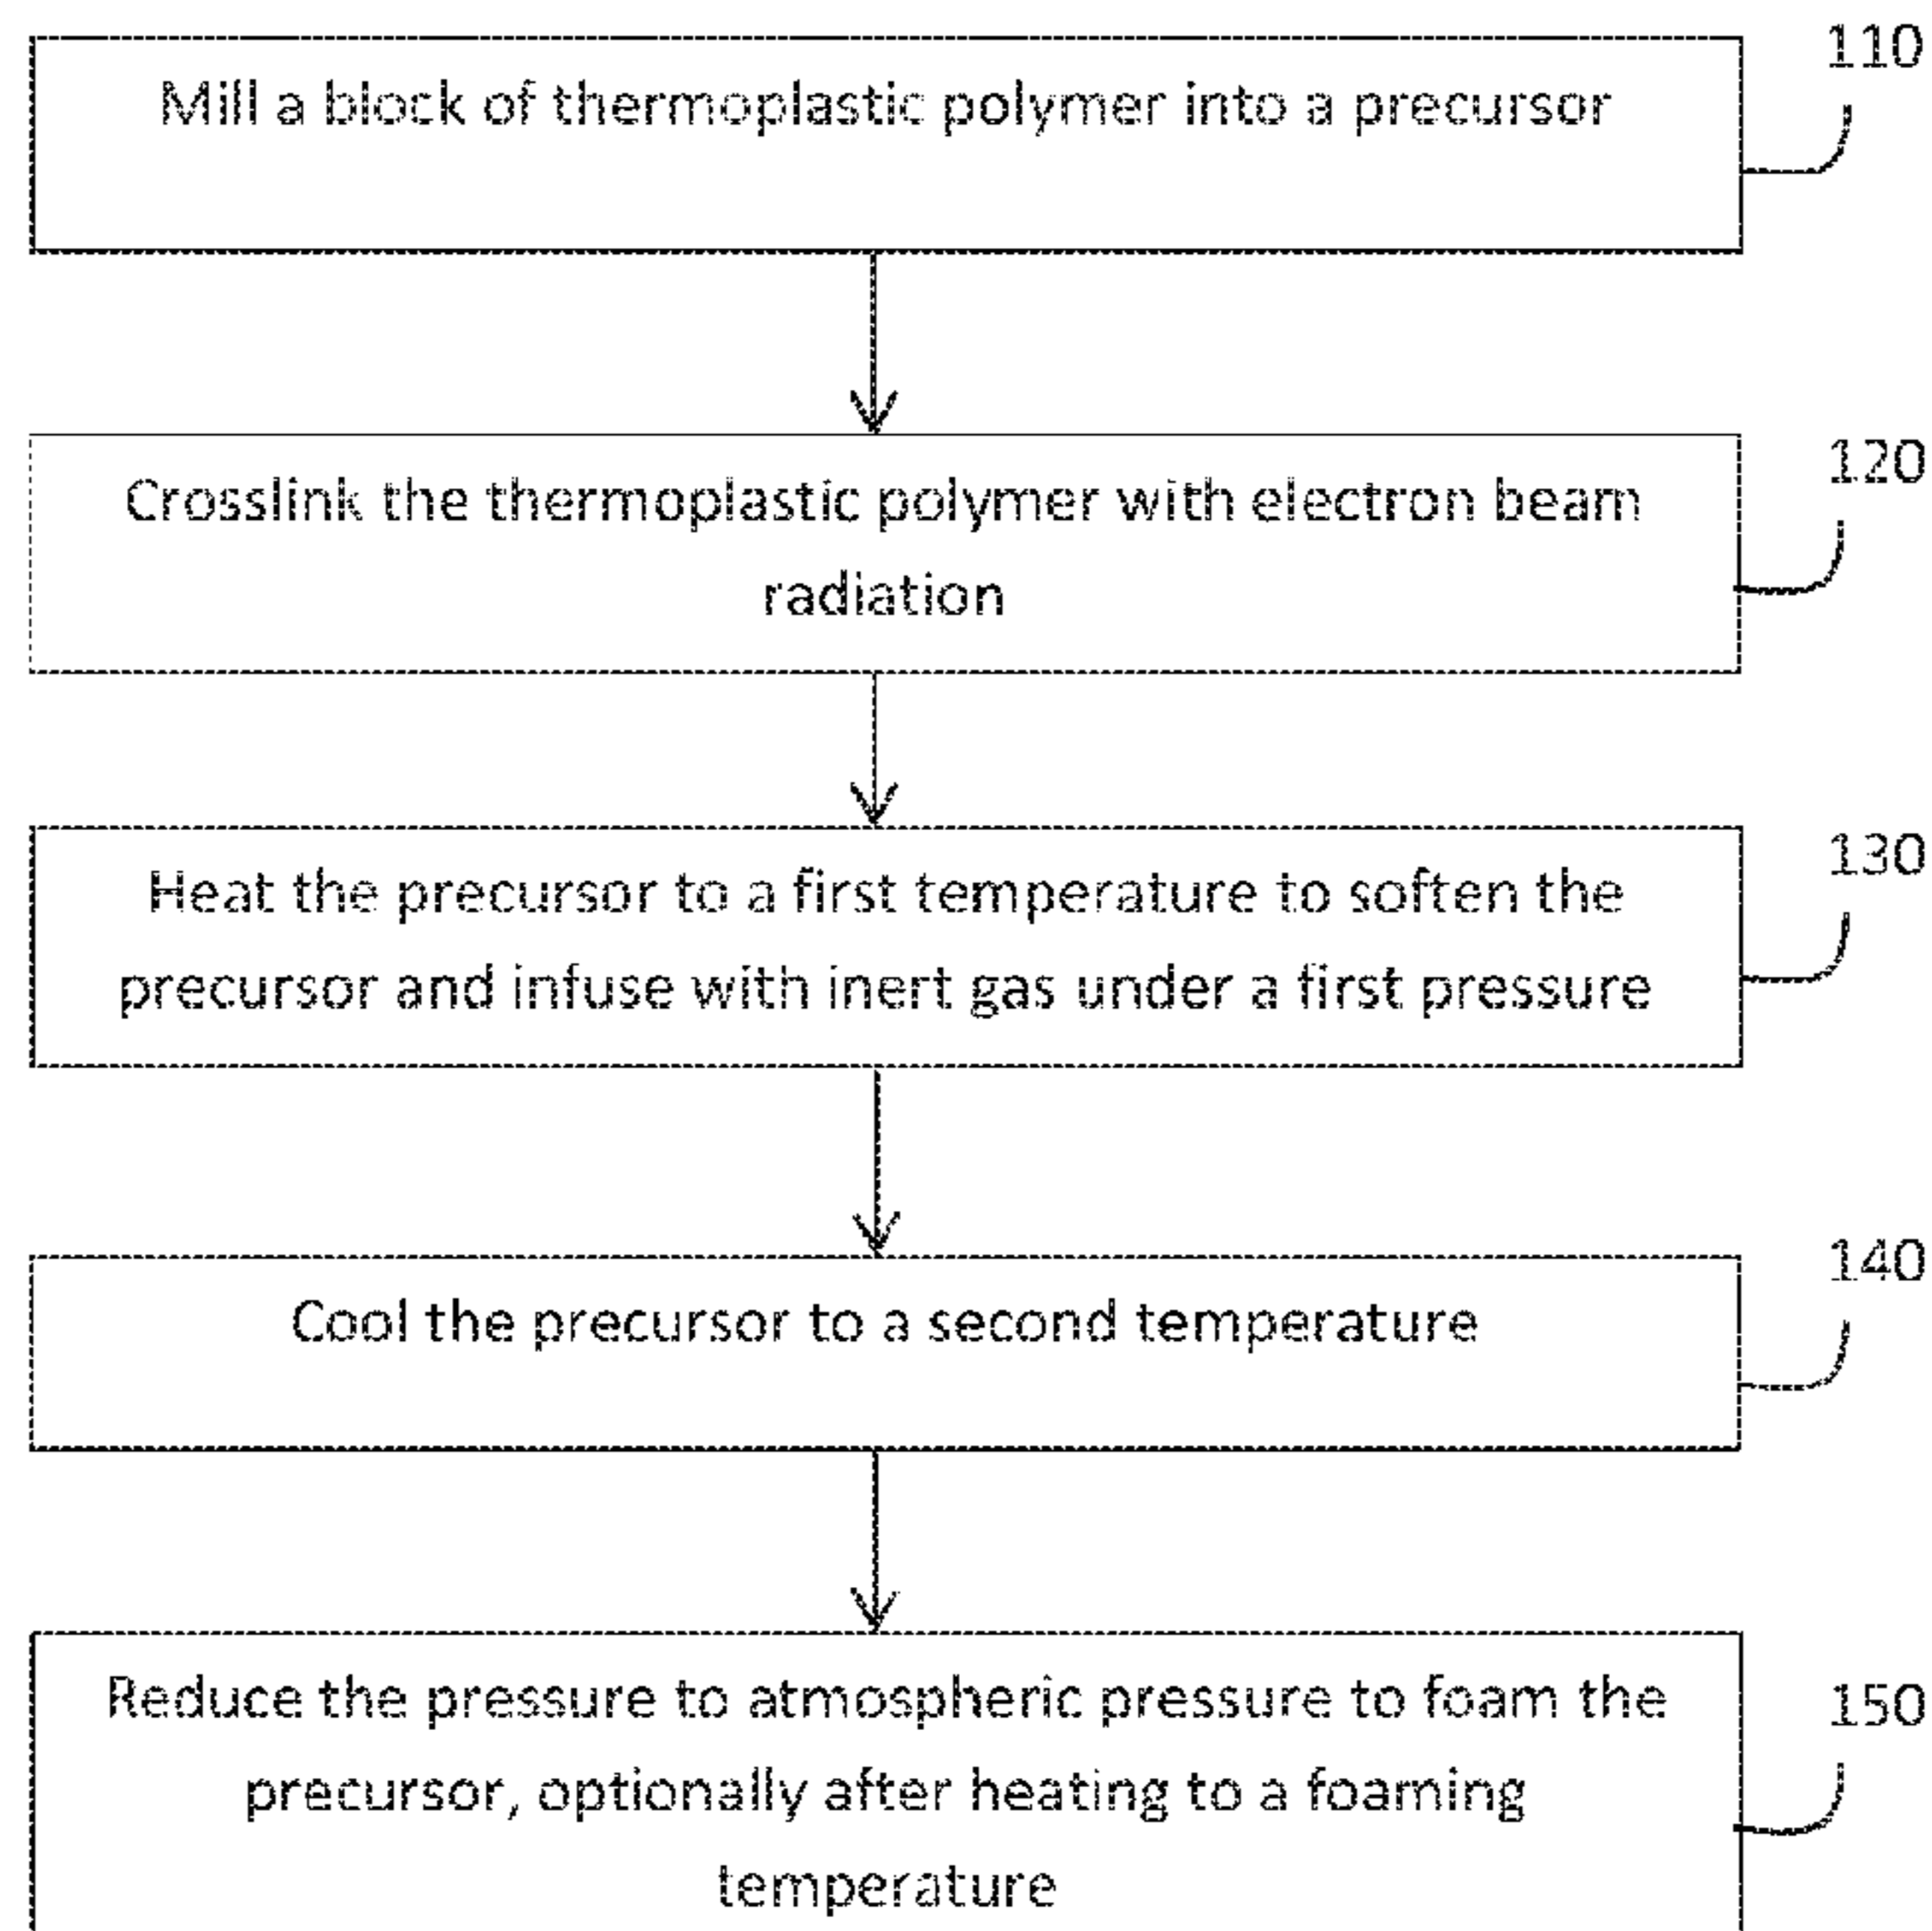 110
Mill a block of thermoplastic polymer into a precursor
120
Crosslink the thermoplastic polymer with electron beam
radiation
130
Heat the precursor to a first temperature to soften the
precursor and infuse with inert gas under a first pressure
140
Cool the precursor to a second temperature
150
Reduce the pressure to atmospheric pressure to foam the
precursor, optionally after heating to a foaming
temperature